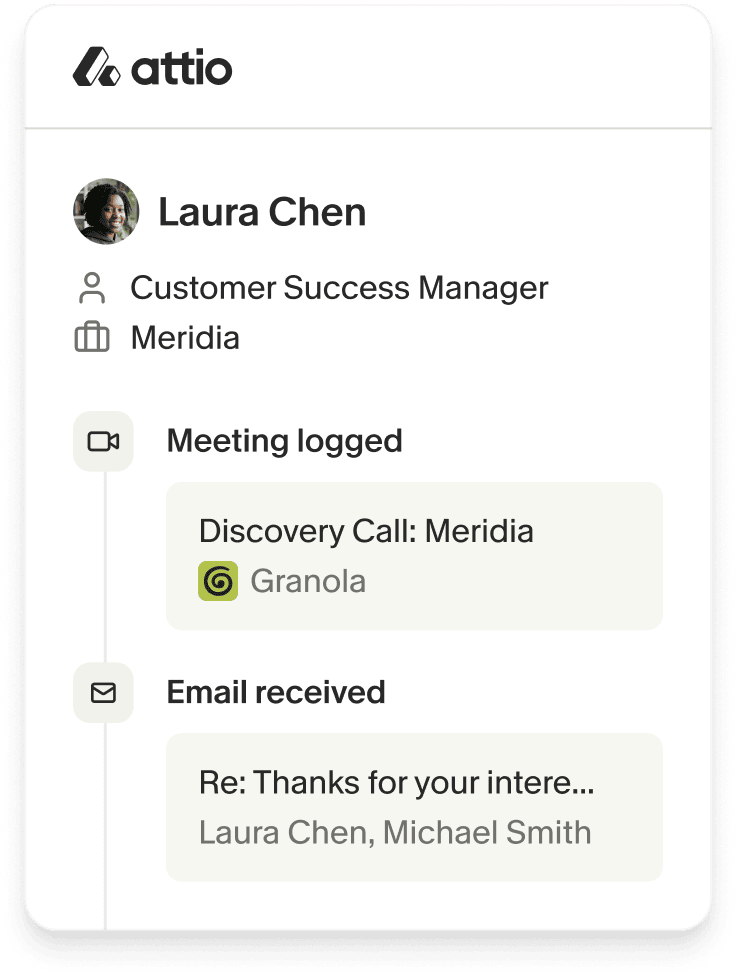 attio
Laura Chen
Customer Success Manager
Meridia
Meeting logged
Discovery Call: Meridia
Granola
Email received
Re: Thanks for your intere...
Laura Chen, Michael Smith